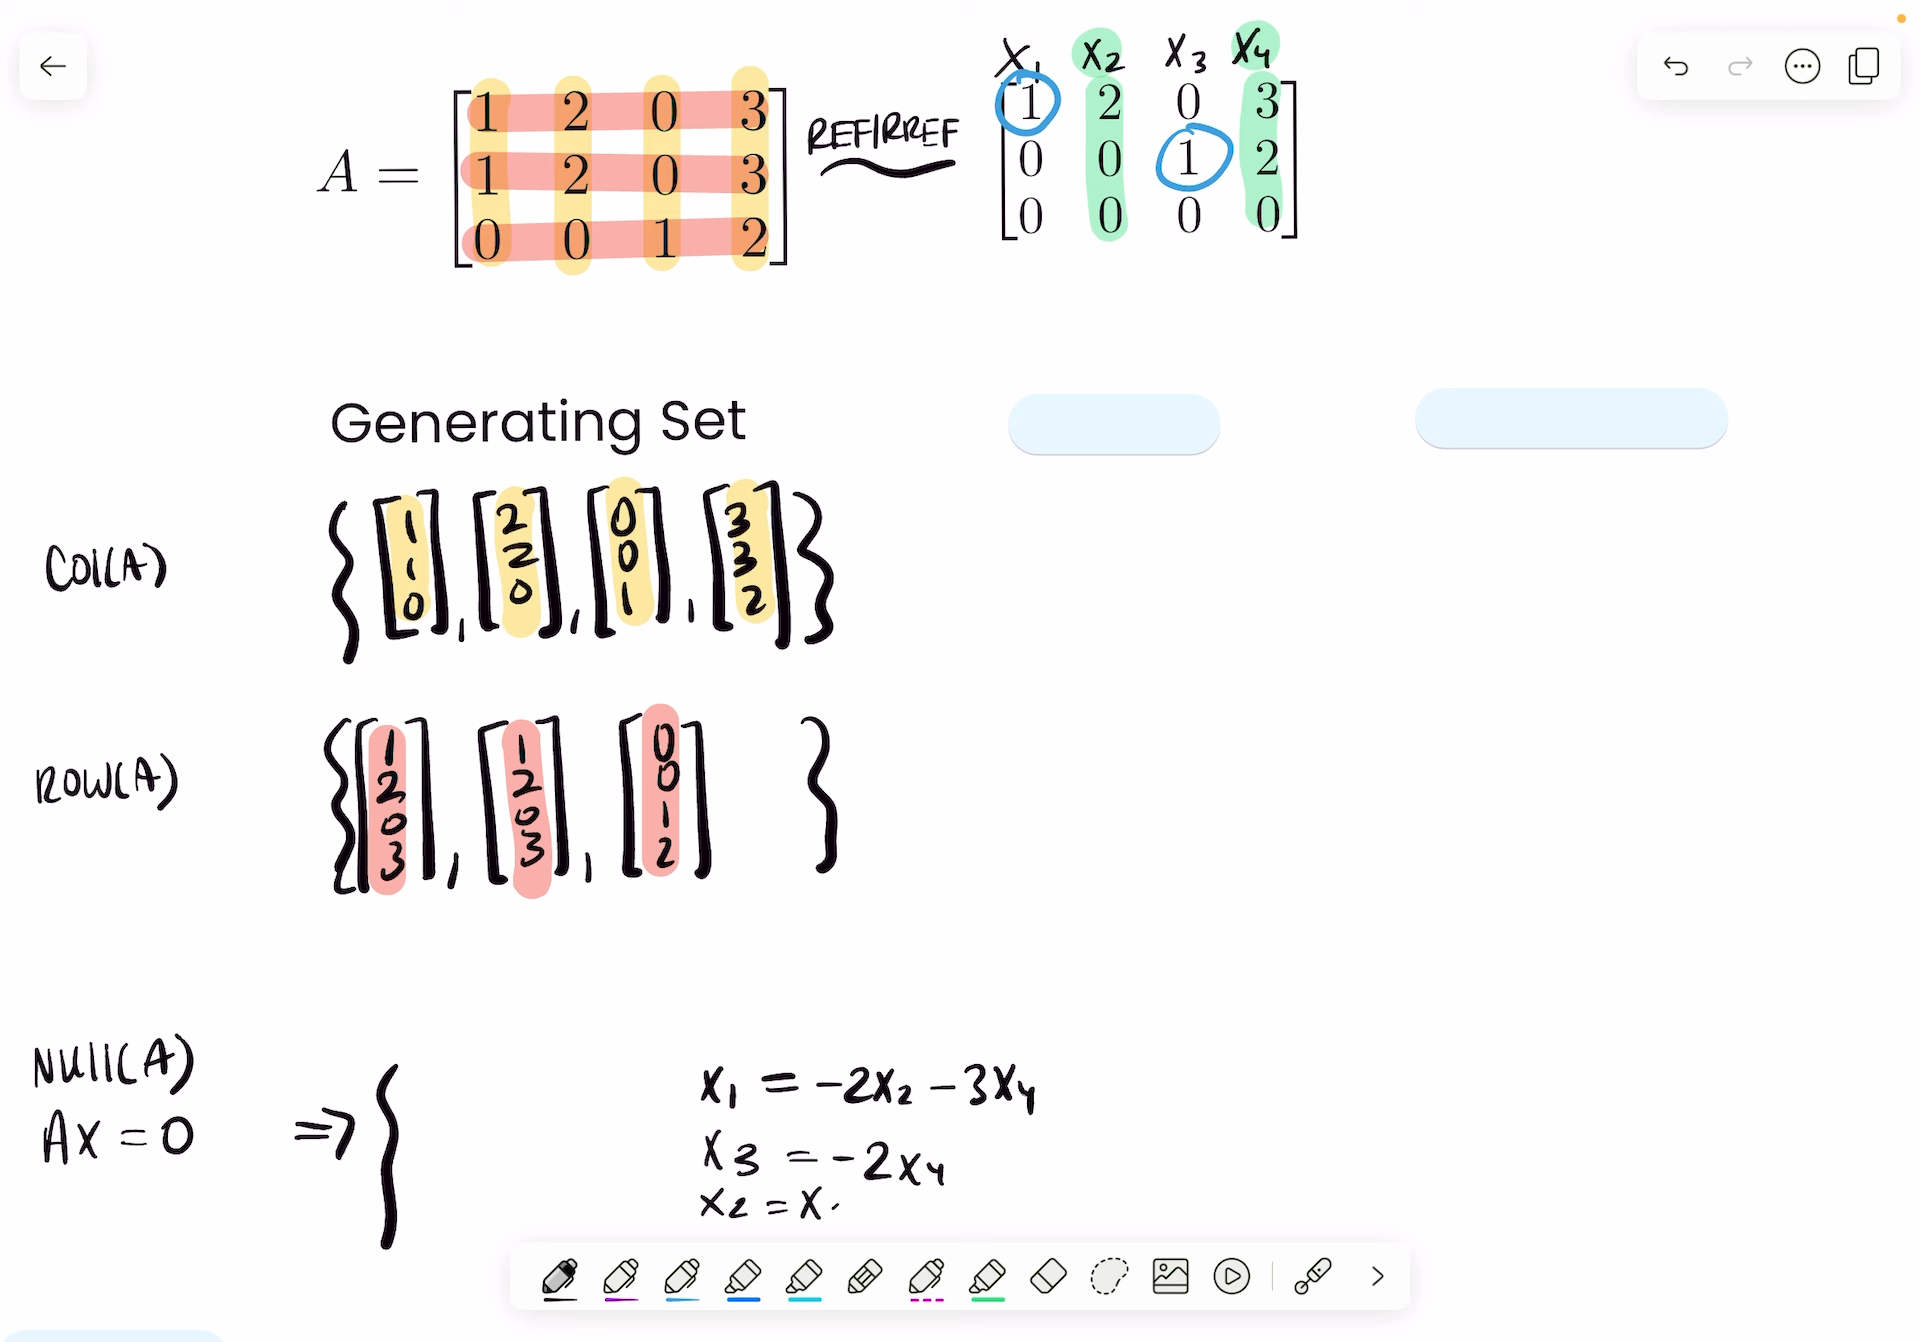 x₁ x₂ x₃ x₄
A = [1 2 0 3; 1 2 0 3; 0 0 1 2] REF/RREF [1 2 0 3; 0 0 1 2; 0 0 0 0]
Generating Set
Col(A) { [1 1 0], [2 2 0], [0 0 1], [3 3 2] }
ROW(A) { [1 2 0 3], [1 2 0 3], [0 0 1 2] }
Null(A)
Ax = 0 ⇒ {
x₁ = -2x₂ - 3x₄
x₃ = -2x₄
x₂ = x